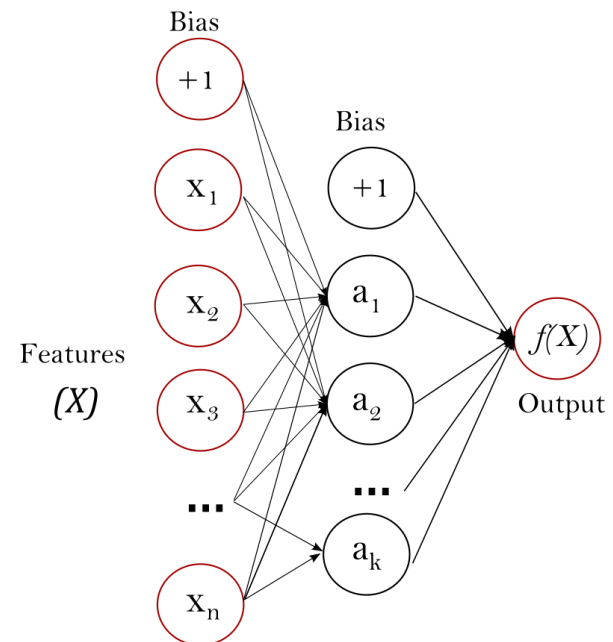 Bias
+1
x₁
x₂
x₃
...
xₙ
Features
(X)
Bias
+1
a₁
a₂
...
aₖ
f(X)
Output